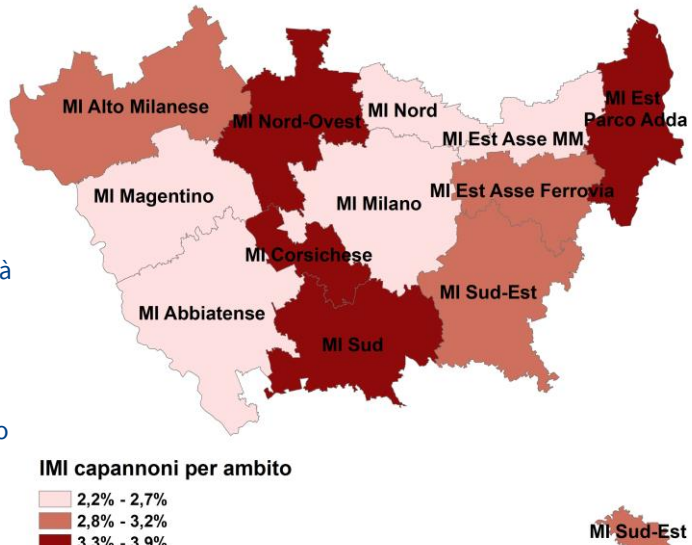 MI Alto Milanese
MI Nord-Ovest
MI Nord
MI Est
Parco Adda
MI Est Asse MM
MI Magentino
MI Milano
MI Est Asse Ferrovia
MI Corsichese
à
MI Abbiatense
MI Sud-Est
MI Sud
o
IMI capannoni per ambito
2,2% - 2,7%
2,8% - 3,2%
3,3% - 3,9%
MI Sud-Est